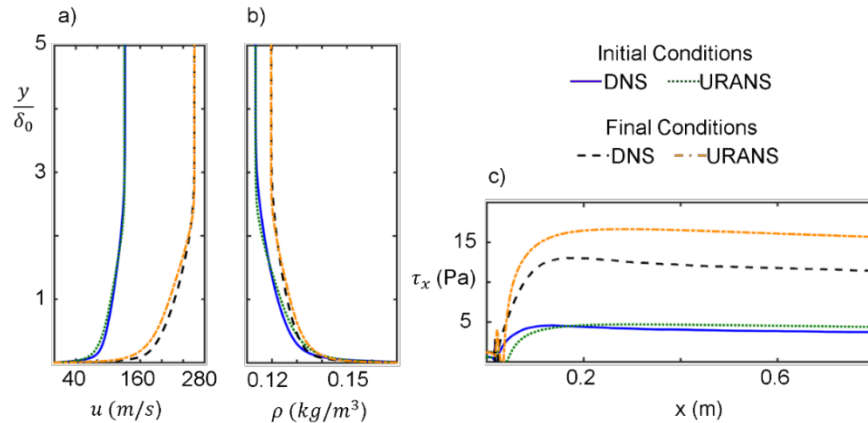 a)
b)
5
3
1
y
δ₀
40 160 280
u (m/s)
0.12 0.15
ρ (kg/m³)
Initial Conditions
DNS URANS
Final Conditions
DNS URANS
c)
15
τₓ (Pa)
5
0.2 0.6
x (m)